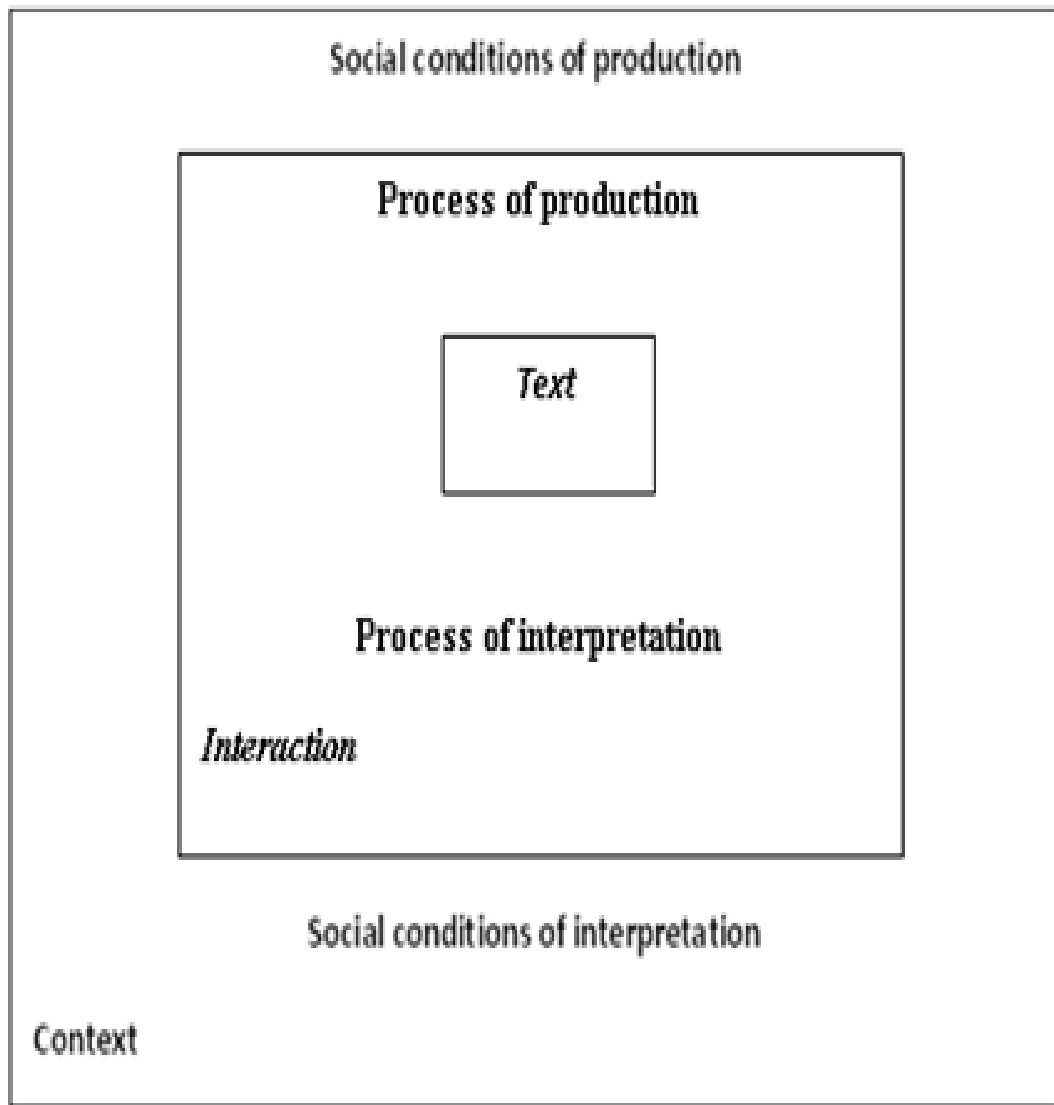 Social conditions of production
Process of production
Text
Process of interpretation
Interaction
Social conditions of interpretation
Context